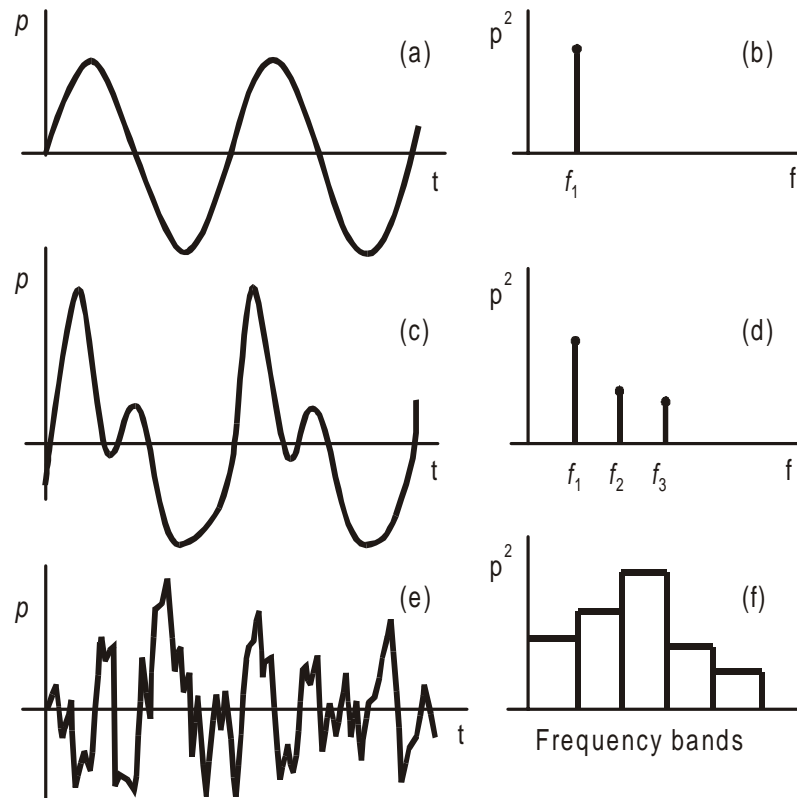 p
(a)
t
p²
(b)
f₁
f
p
(c)
t
p²
(d)
f₁ f₂ f₃
f
p
(e)
t
p²
(f)
Frequency bands